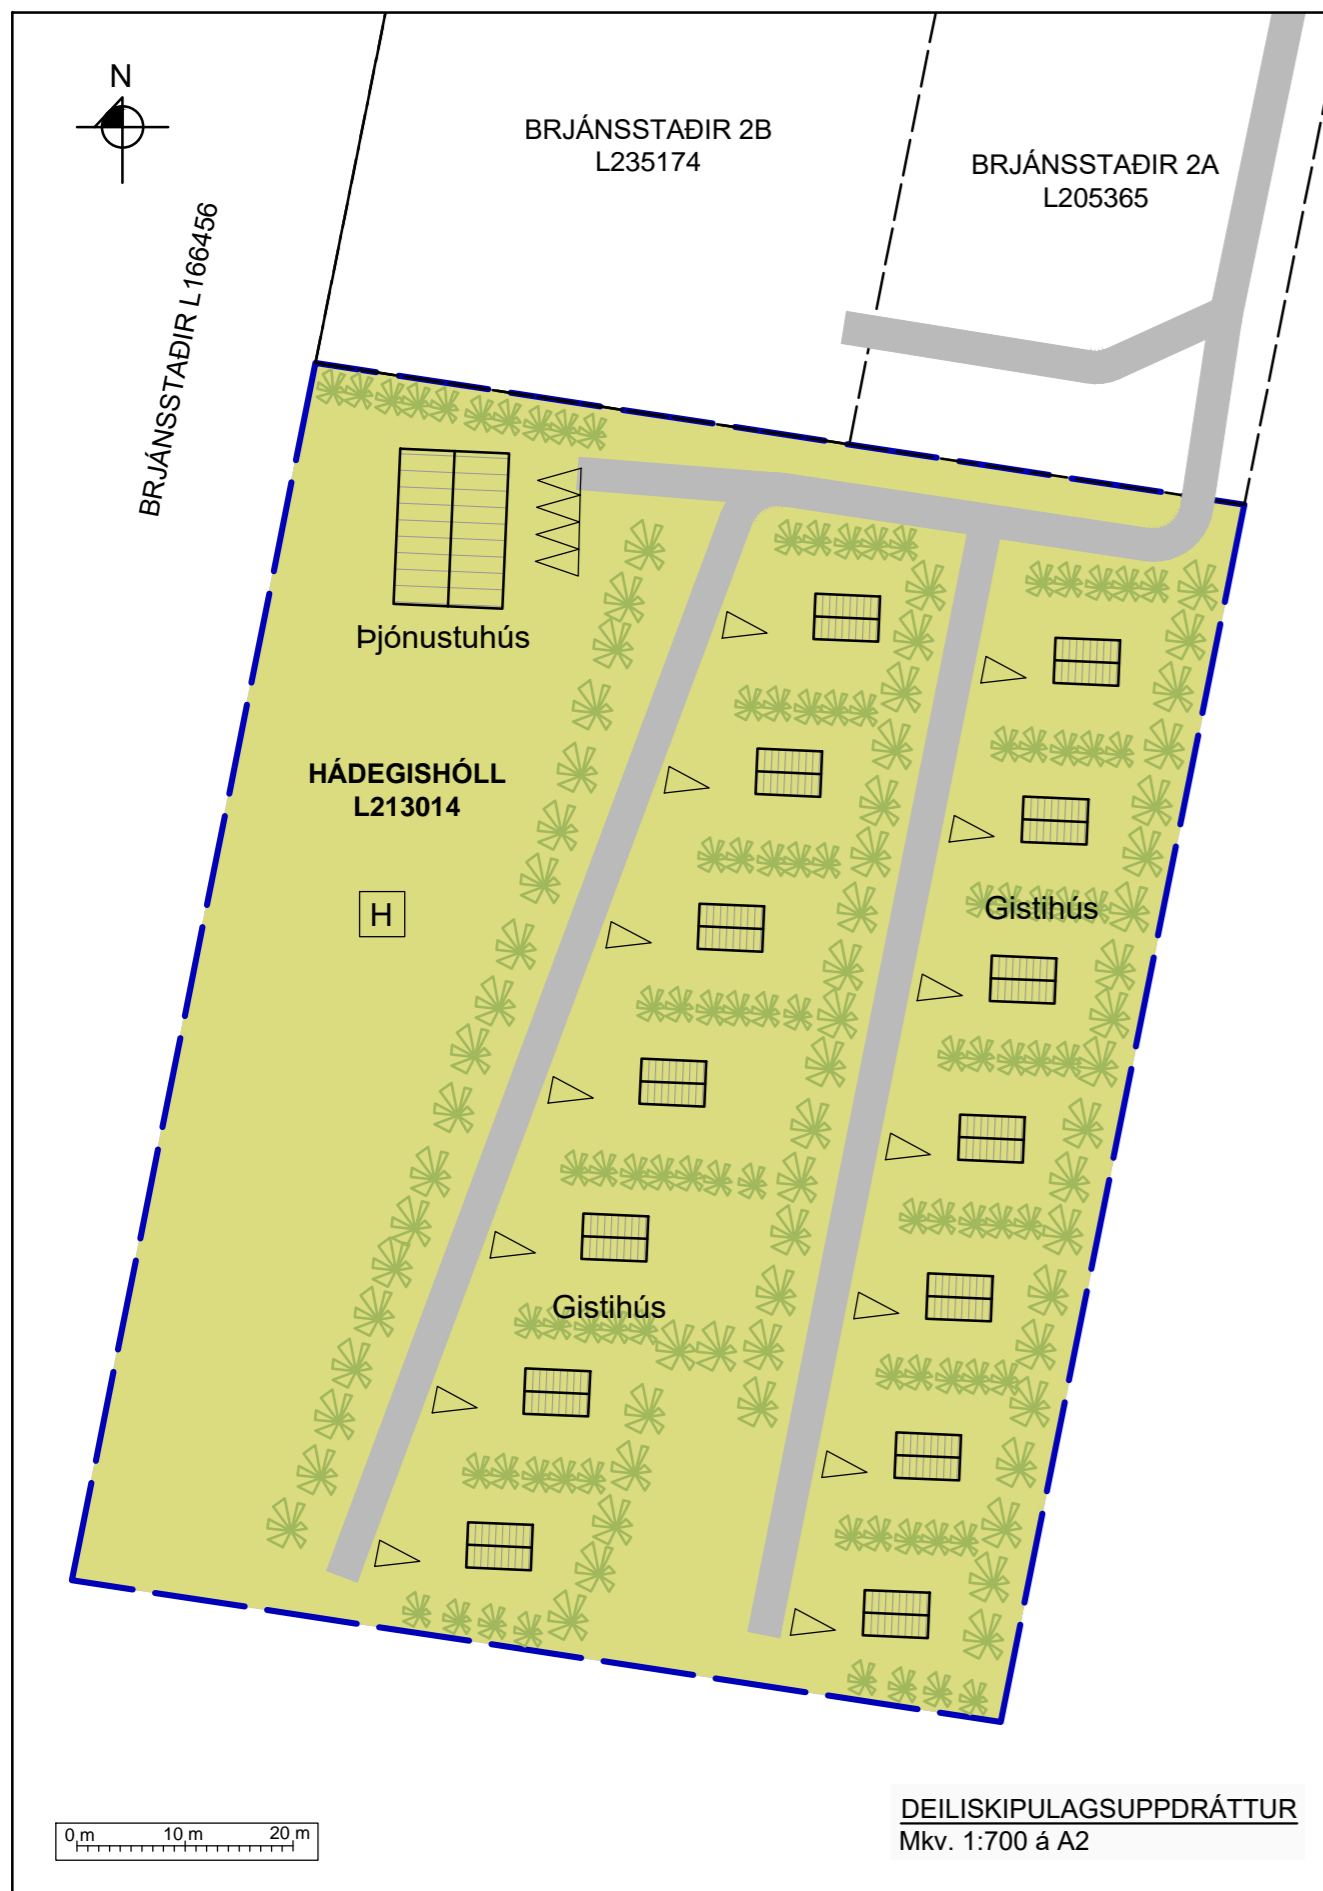 N
BRJÁNSSTAÐIR 2B
L235174
BRJÁNSSTAÐIR 2A
L205365
BRJÁNSSTAÐIR L166456
Þjónustuhús
HÁDEGISHÓLL
L213014
H
Gistihús
Gistihús
0 m 10 m 20 m
DEILISKIPULAGSUPPDRÁTTUR
Mkv. 1:700 á A2